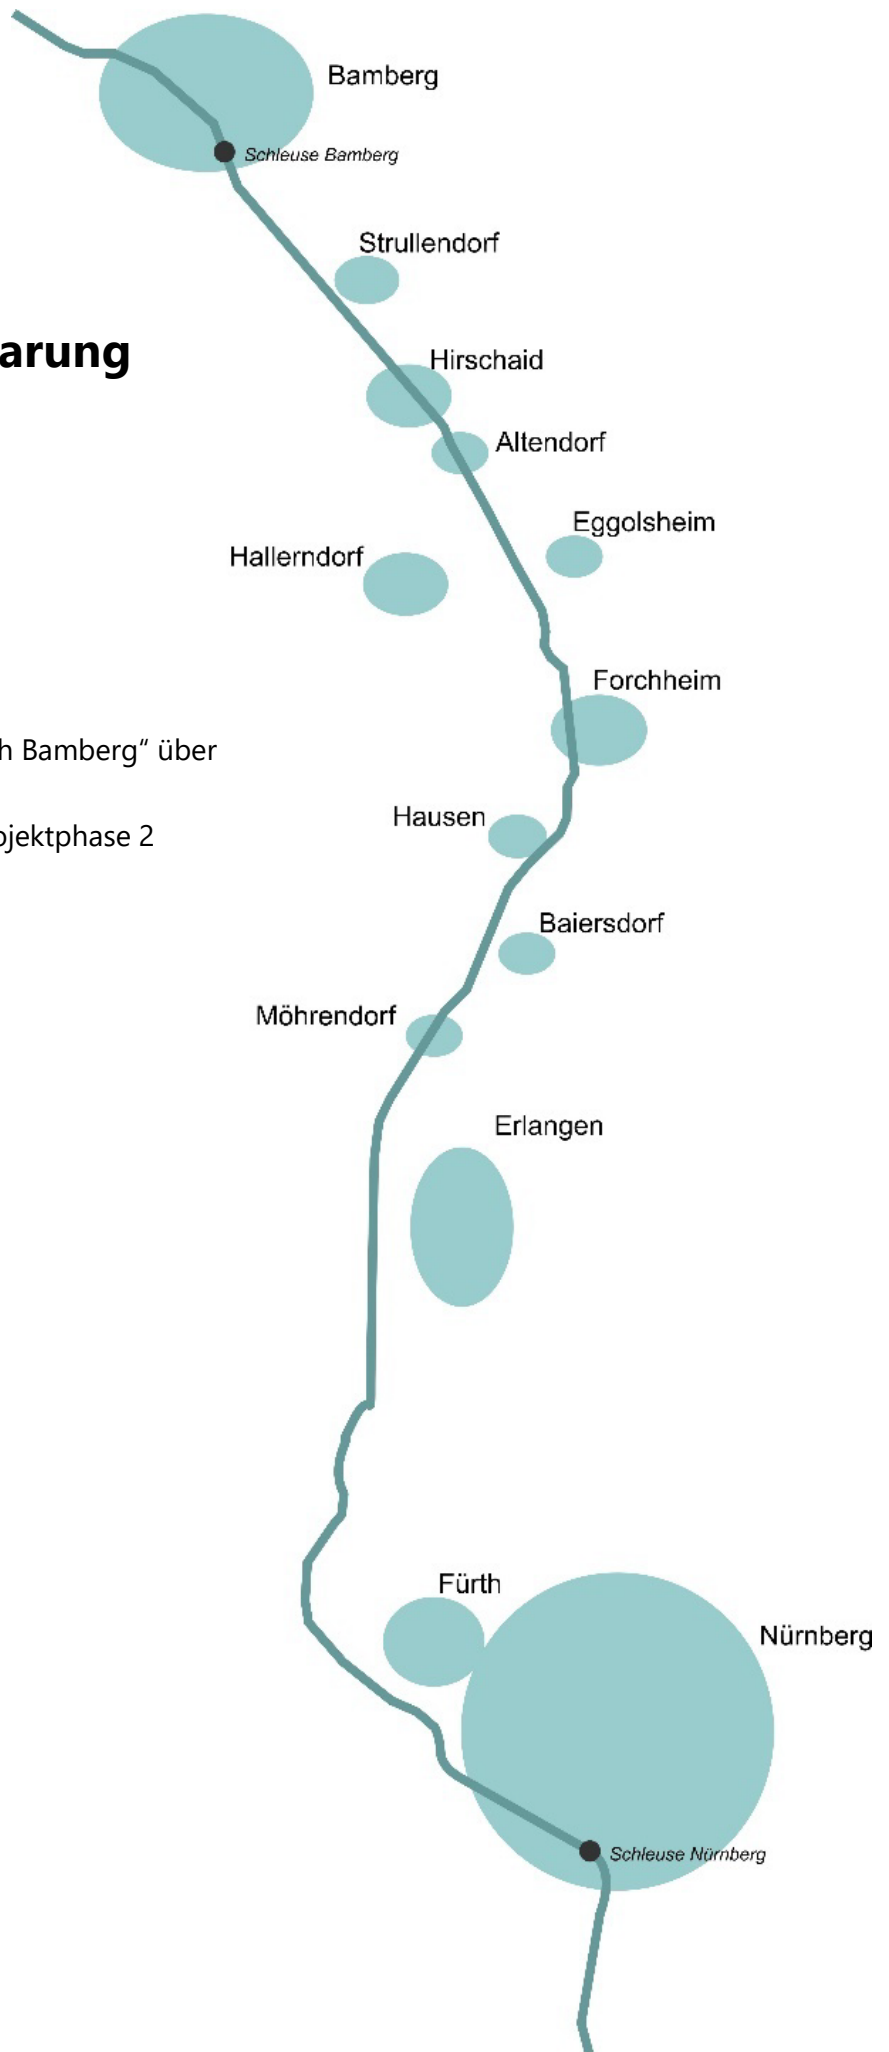 Bamberg
Schleuse Bamberg
Strullendorf
arung
Hirschaid
Altendorf
Eggolsheim
Hallerndorf
Forchheim
h Bamberg“ über
Hausen
ojektphase 2
Baiersdorf
Möhrendorf
Erlangen
Fürth
Nürnberg
Schleuse Nürnberg